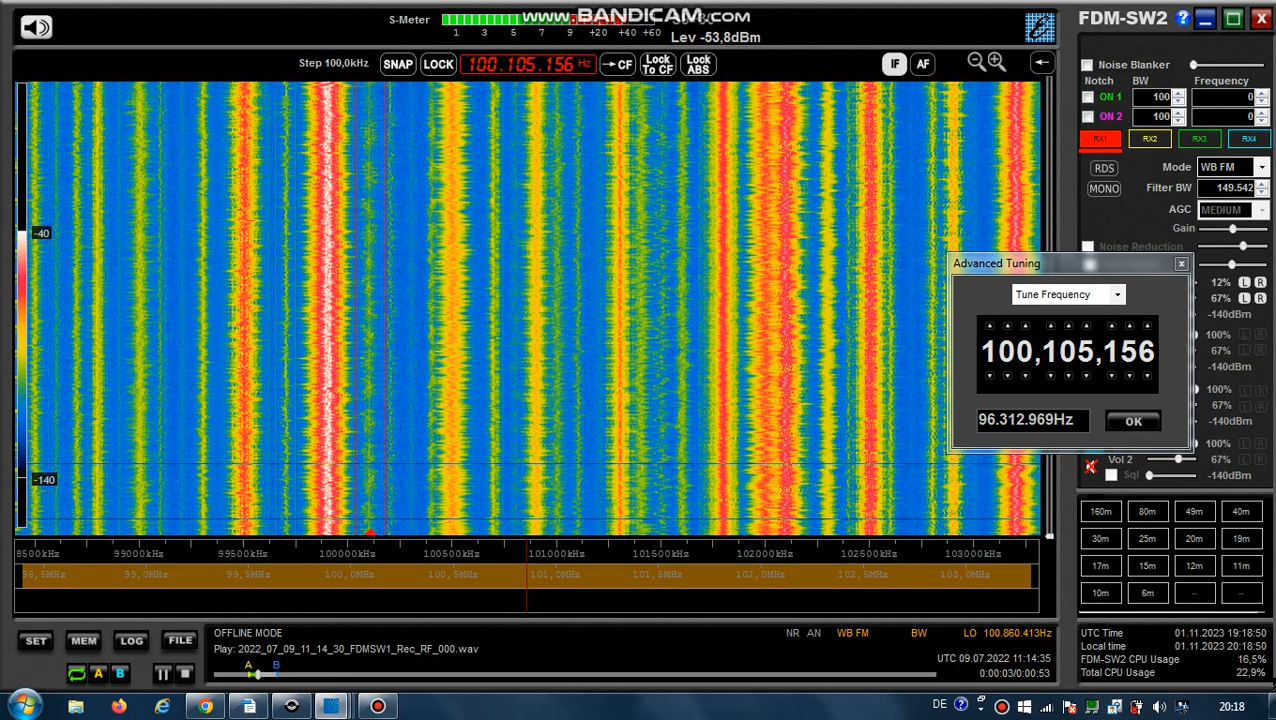 S-Meter
www.BANDICAM.com
1 3 5 7 9 +20 +40 +60
Lev -53,8dBm
FDM-SW2
Step 100,0kHz
SNAP
LOCK
100.105.156 Hz
→CF
Lock To CF
Lock ABS
IF
AF
Noise Blanker
Notch BW Frequency
ON 1 100 0
ON 2 100 0
RX1 RX2 RX3 RX4
RDS Mode WB FM
MONO Filter BW 149.542
AGC MEDIUM
Gain
Noise Reduction
-40
-140
Advanced Tuning
Tune Frequency
100,105,156
96.312.969Hz
OK
12% L R
67% L R
-140dBm
100% L R
67% L R
-140dBm
100% L R
67% L R
-140dBm
100% L R
Vol 2 67% L R
Sql -140dBm
8500kHz 99000kHz 99500kHz 100000kHz 100500kHz 101000kHz 101500kHz 102000kHz 102500kHz 103000kHz
98,5MHz 99,0MHz 99,5MHz 100,0MHz 100,5MHz 101,0MHz 101,5MHz 102,0MHz 102,5MHz 103,0MHz
160m 80m 49m 40m
30m 25m 20m 19m
17m 15m 12m 11m
10m 6m -- --
SET
MEM
LOG
FILE
A
B
OFFLINE MODE
NR AN WB FM BW LO 100.860.413Hz
Play: 2022_07_09_11_14_30_FDMSW1_Rec_RF_000.wav
A B
UTC 09.07.2022 11:14:35
0:00:03/0:00:53
UTC Time 01.11.2023 19:18:50
Local time 01.11.2023 20:18:50
FDM-SW2 CPU Usage 16,5%
Total CPU Usage 22,9%
DE
20:18